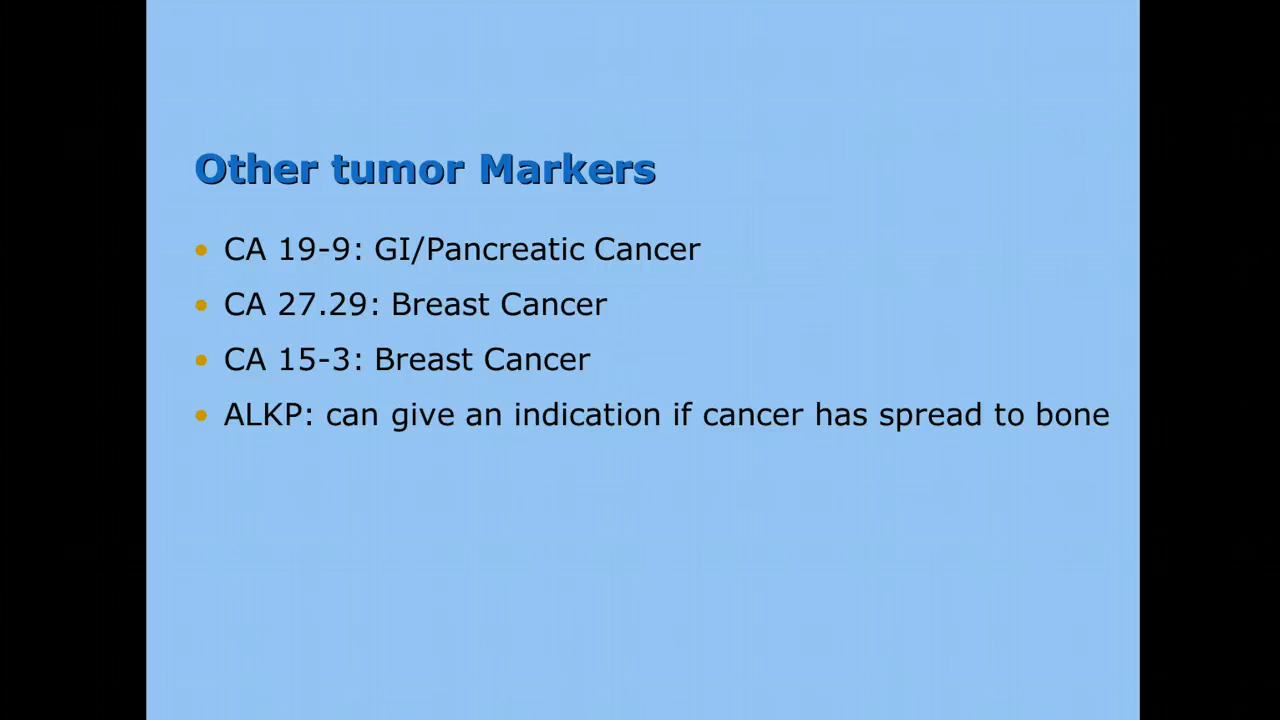 Other tumor Markers
CA 19-9: GI/Pancreatic Cancer
CA 27.29: Breast Cancer
CA 15-3: Breast Cancer
ALKP: can give an indication if cancer has spread to bone